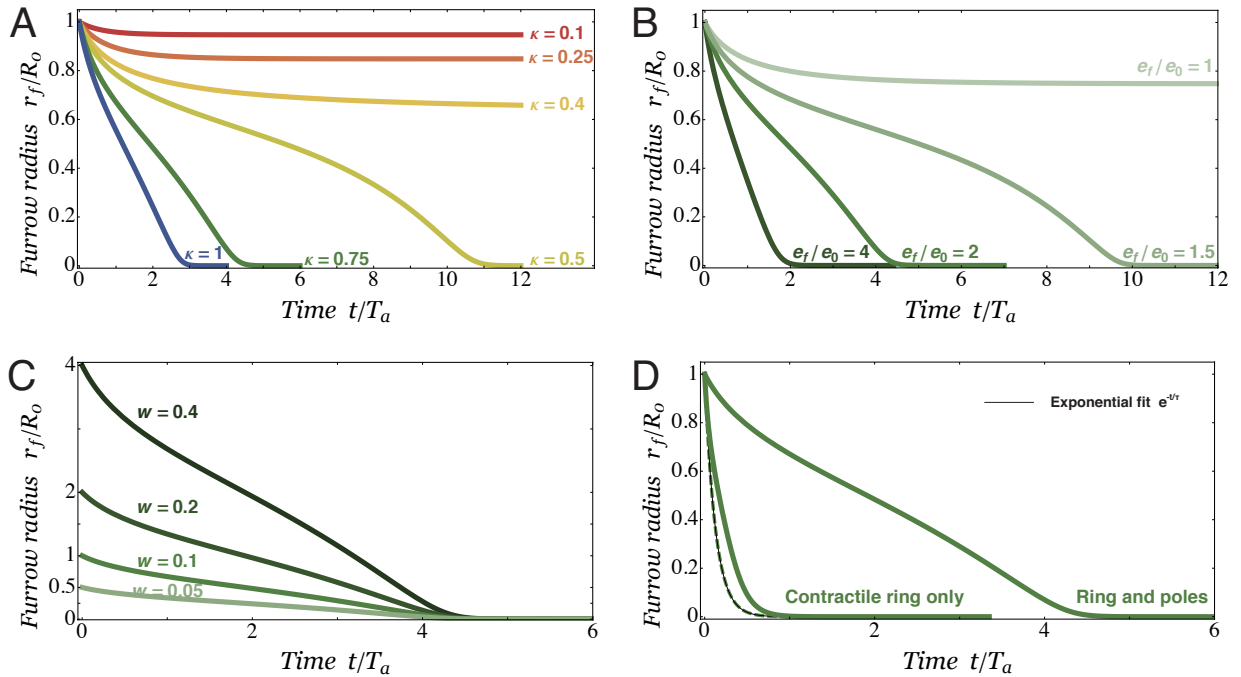 A
Furrow radius r_f/R_o
1
0.8
0.6
0.4
0.2
0
κ = 0.1
κ = 0.25
κ = 0.4
κ = 1
κ = 0.75
κ = 0.5
0 2 4 6 8 10 12
Time t/T_a
B
Furrow radius r_f/R_o
1
0.8
0.6
0.4
0.2
0
e_f/e_0 = 1
e_f/e_0 = 4
e_f/e_0 = 2
e_f/e_0 = 1.5
0 2 4 6 8 10 12
Time t/T_a
C
Furrow radius r_f/R_o
4
2
1
0.5
0
w = 0.4
w = 0.2
w = 0.1
w = 0.05
0 2 4 6
Time t/T_a
D
Furrow radius r_f/R_o
1
0.8
0.6
0.4
0.2
0
Exponential fit e^-t/τ
Contractile ring only
Ring and poles
0 2 4 6
Time t/T_a